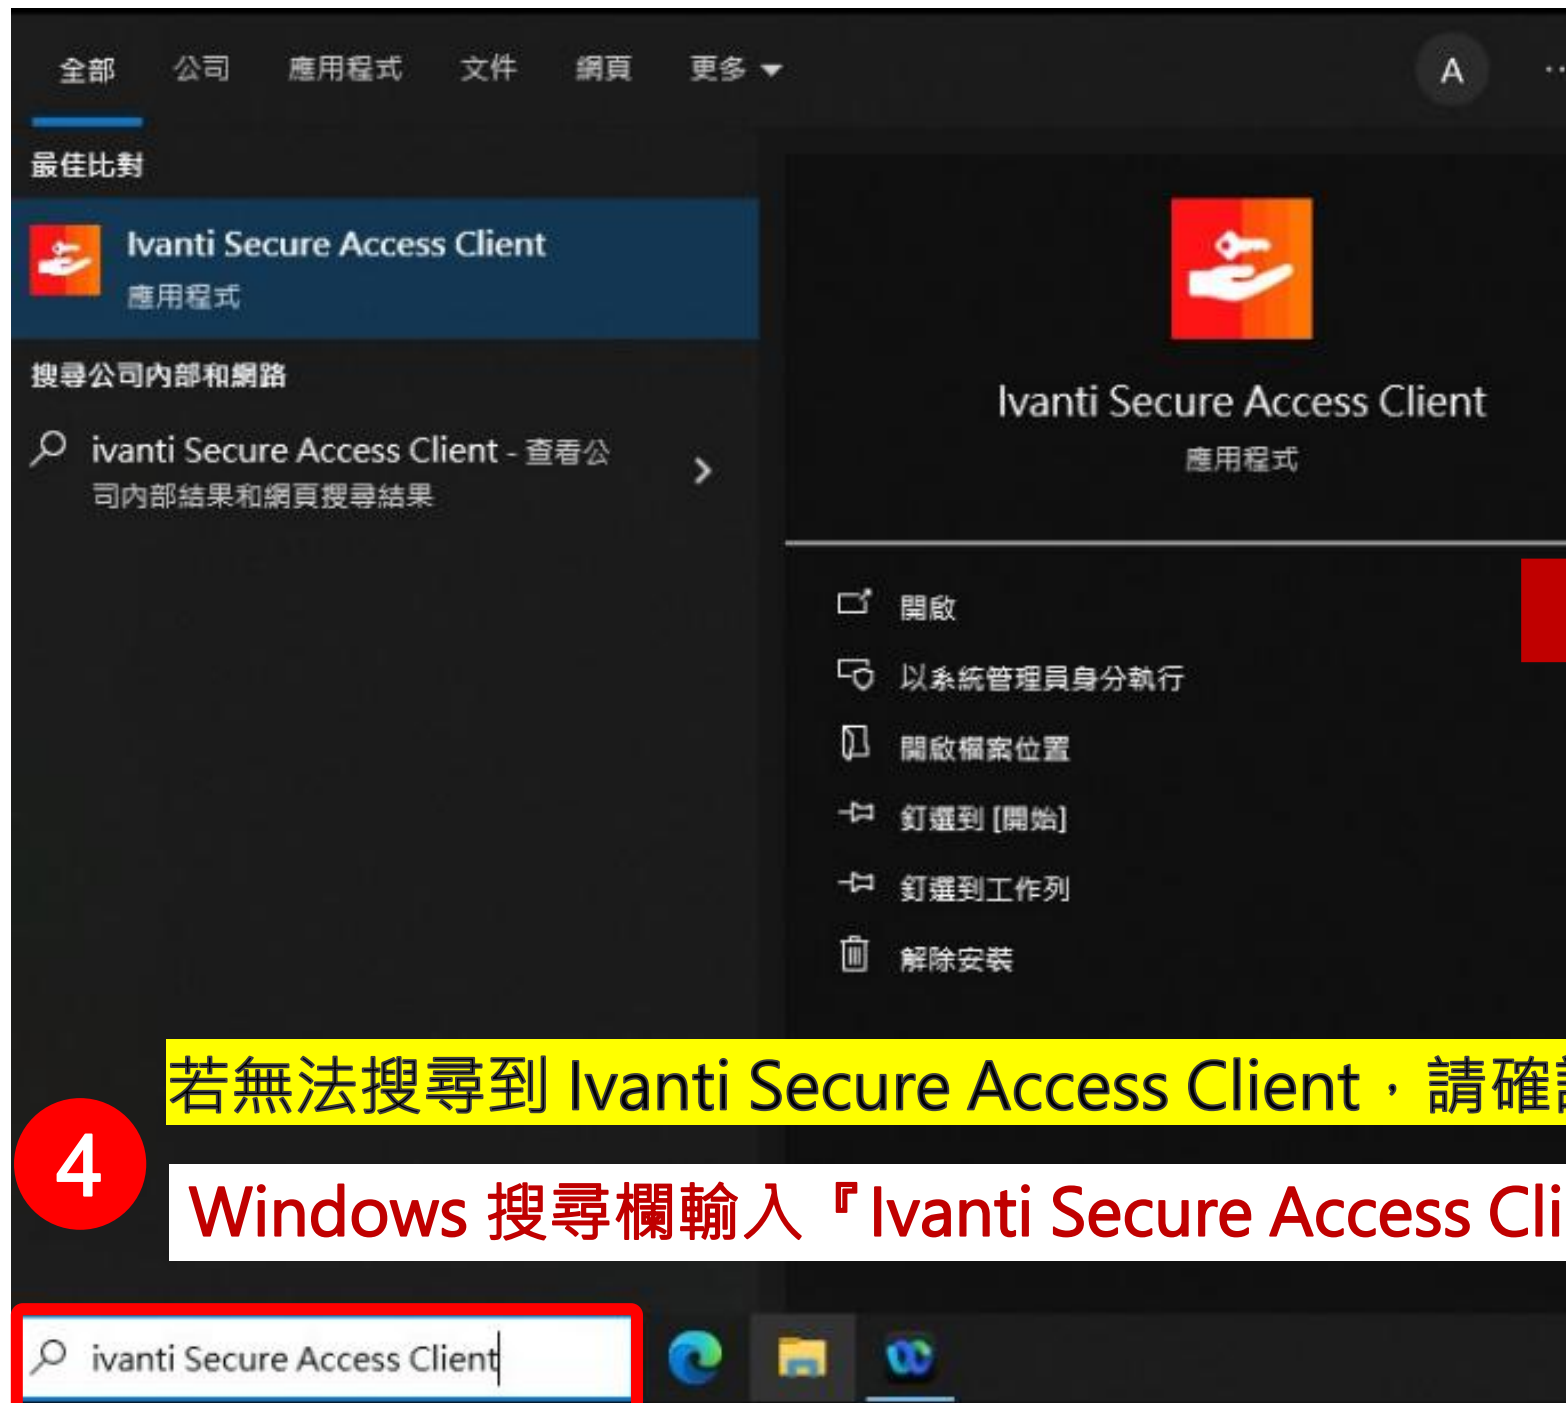 全部 公司 應用程式 文件 網頁 更多 A
最佳比對
Ivanti Secure Access Client
應用程式
搜尋公司內部和網路
ivanti Secure Access Client - 查看公
司內部結果和網頁搜尋結果
Ivanti Secure Access Client
應用程式
開啟
以系統管理員身分執行
開啟檔案位置
釘選到 [開始]
釘選到工作列
解除安裝
若無法搜尋到 Ivanti Secure Access Client，請確
4
Windows 搜尋欄輸入『Ivanti Secure Access Cli
ivanti Secure Access Client